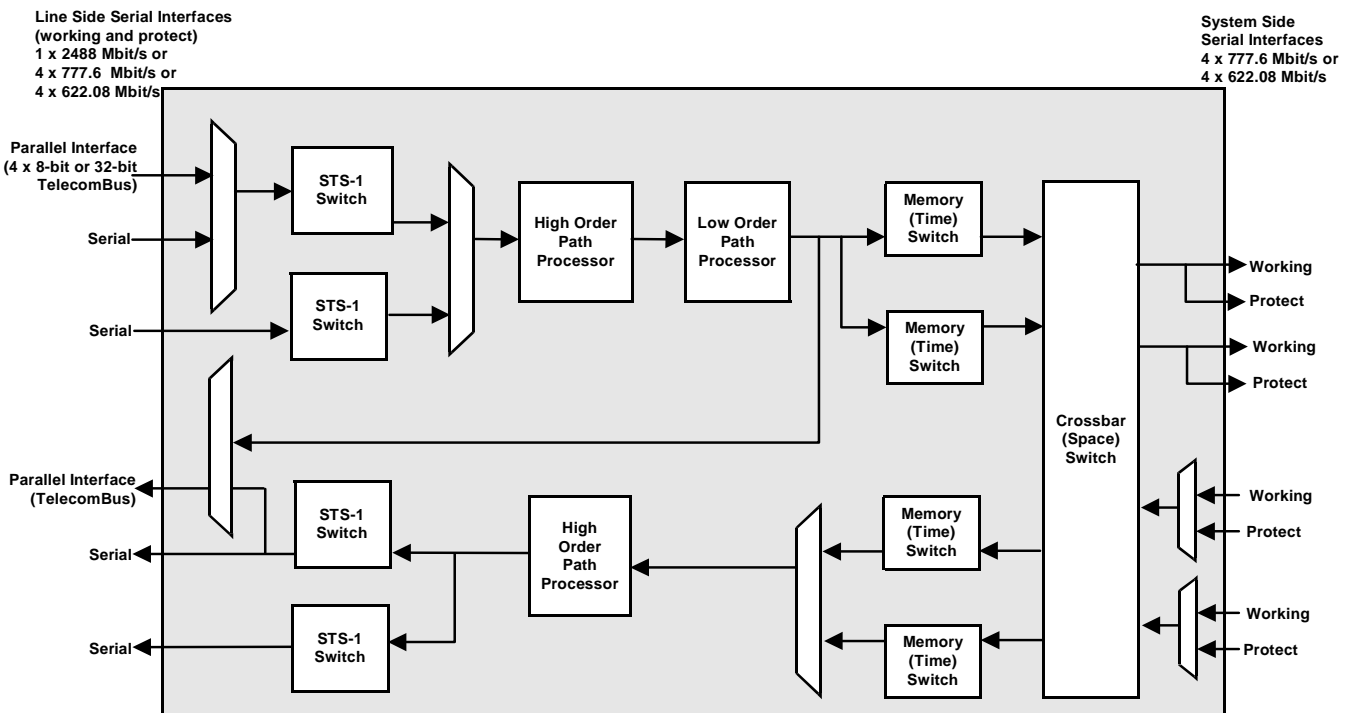 Line Side Serial Interfaces
(working and protect)
1 x 2488 Mbit/s or
4 x 777.6 Mbit/s or
4 x 622.08 Mbit/s
System Side
Serial Interfaces
4 x 777.6 Mbit/s or
4 x 622.08 Mbit/s
Parallel Interface
(4 x 8-bit or 32-bit
TelecomBus)
Serial
Serial
STS-1
Switch
STS-1
Switch
High Order
Path
Processor
Low Order
Path
Processor
Memory
(Time)
Switch
Memory
(Time)
Switch
Crossbar
(Space)
Switch
Working
Protect
Working
Protect
Parallel Interface
(TelecomBus)
Serial
Serial
STS-1
Switch
STS-1
Switch
High
Order
Path
Processor
Memory
(Time)
Switch
Memory
(Time)
Switch
Working
Protect
Working
Protect